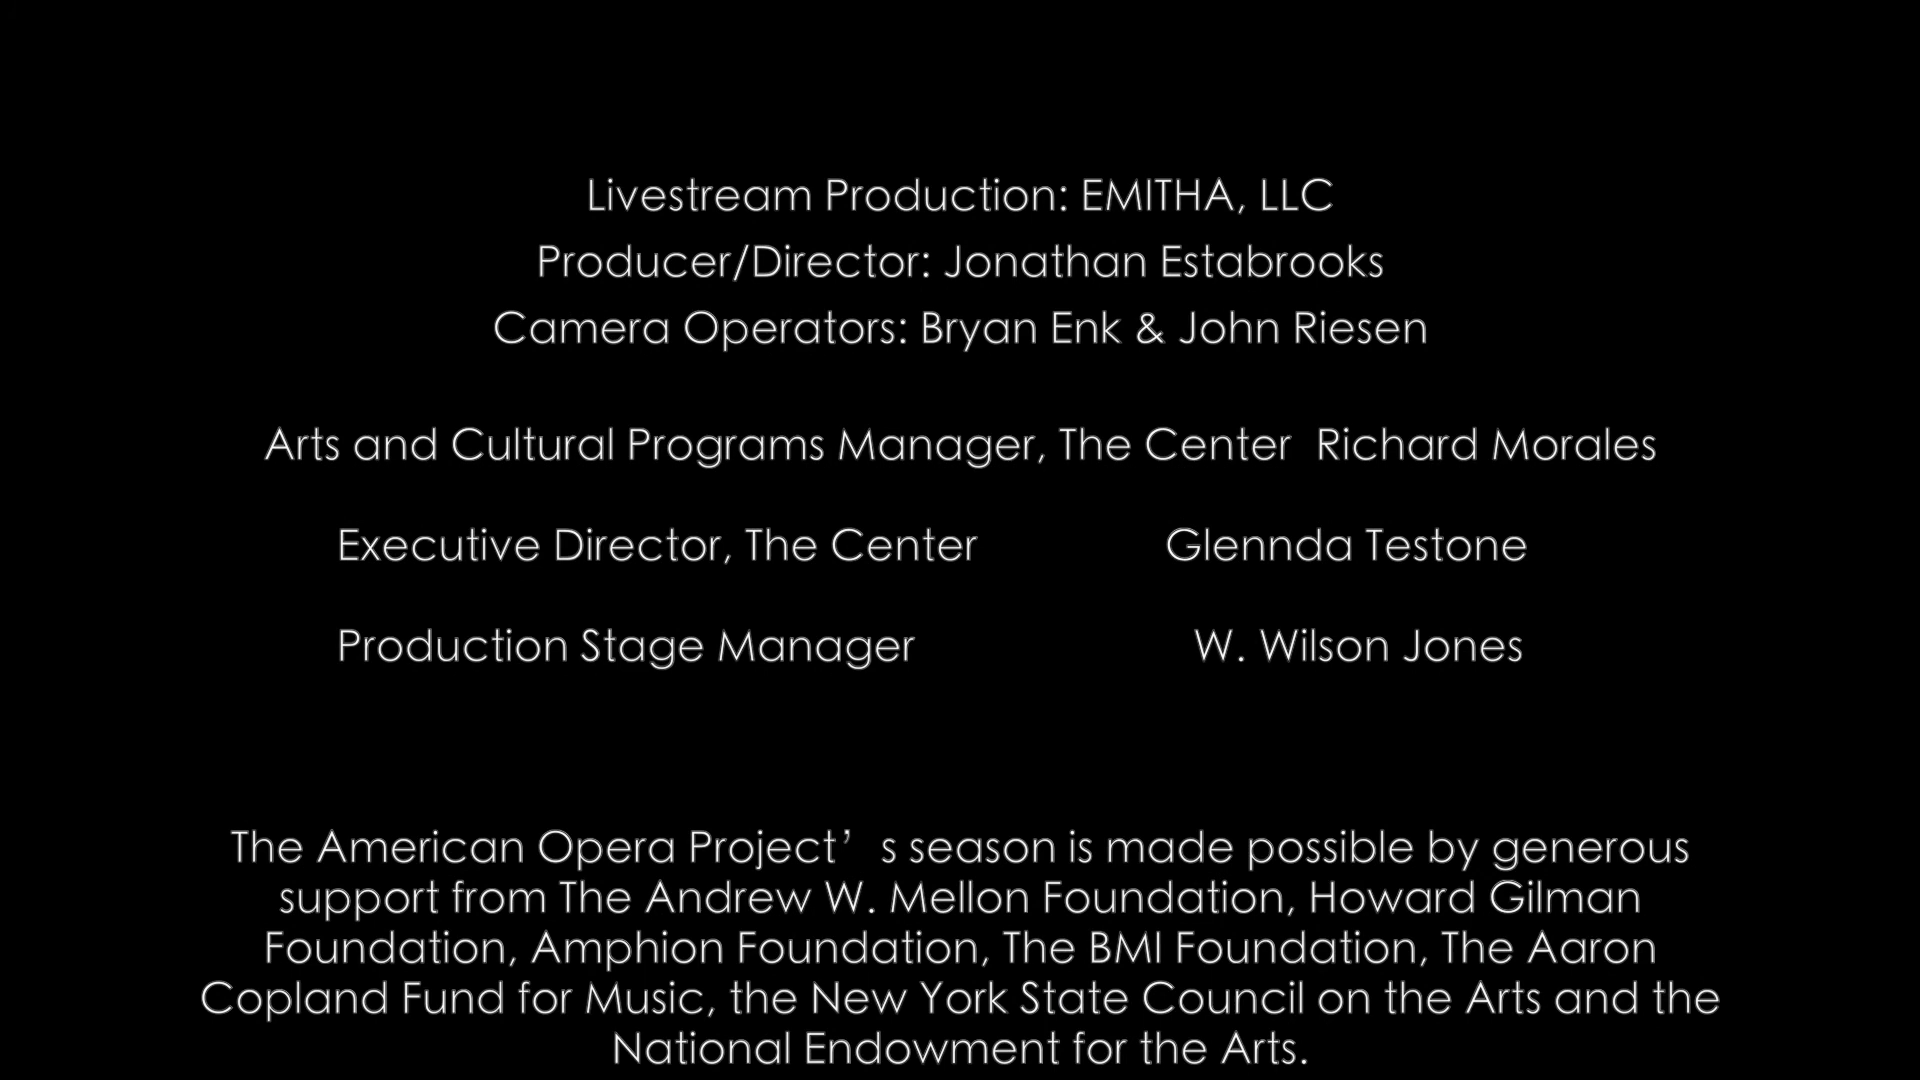 Livestream Production: EMITHA, LLC
Producer/Director: Jonathan Estabrooks
Camera Operators: Bryan Enk & John Riesen
Arts and Cultural Programs Manager, The Center  Richard Morales
Executive Director, The Center Glennda Testone
Production Stage Manager W. Wilson Jones
The American Opera Project’s season is made possible by generous
support from The Andrew W. Mellon Foundation, Howard Gilman
Foundation, Amphion Foundation, The BMI Foundation, The Aaron
Copland Fund for Music, the New York State Council on the Arts and the
National Endowment for the Arts.